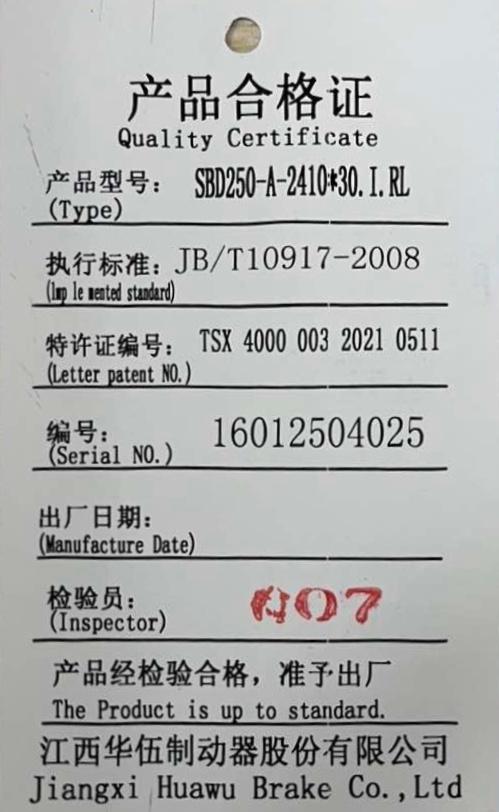 产品合格证
Quality Certificate
产品型号： SBD250-A-2410*30.I.RL
(Type)
执行标准：JB/T10917-2008
(Imp le mented standard)
特许证编号： TSX 4000 003 2021 0511
(Letter patent NO.)
编号： 16012504025
(Serial NO.)
出厂日期：
(Manufacture Date)
检验员： 007
(Inspector)
产品经检验合格，准予出厂
The Product is up to standard.
江西华伍制动器股份有限公司
Jiangxi Huawu Brake Co.,Ltd